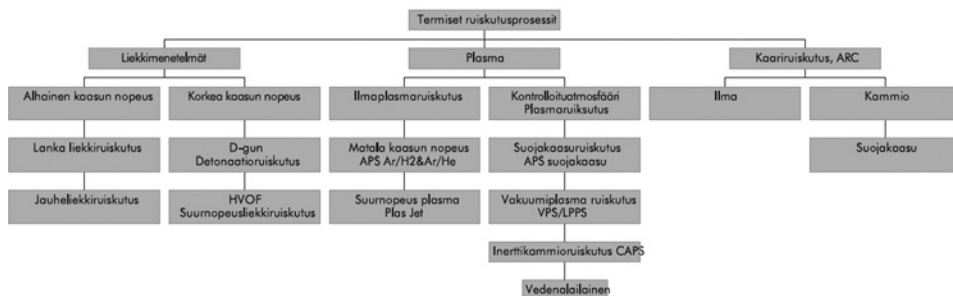 Termiset ruiskutusprosessit
Liekkimenetelmät
Plasma
Kaariruiskutus, ARC
Alhainen kaasun nopeus
Korkea kaasun nopeus
Ilmaplasmaruiskutus
Kontrolloituatmosfääri
Plasmaruiksutus
Ilma
Kammio
Lanka liekkiruiskutus
D-gun
Detonaatioruiskutus
Matala kaasun nopeus
APS Ar/H2&Ar/He
Suojakaasuruiskutus
APS suojakaasu
Suojakaasu
Jauheliekkiruiskutus
HVOF
Suurnopeusliekkiruiskutus
Suurnopeus plasma
Plas Jet
Vakuumiplasma ruiskutus
VPS/LPPS
Inerttikammioruiskutus CAPS
Vedenalailainen